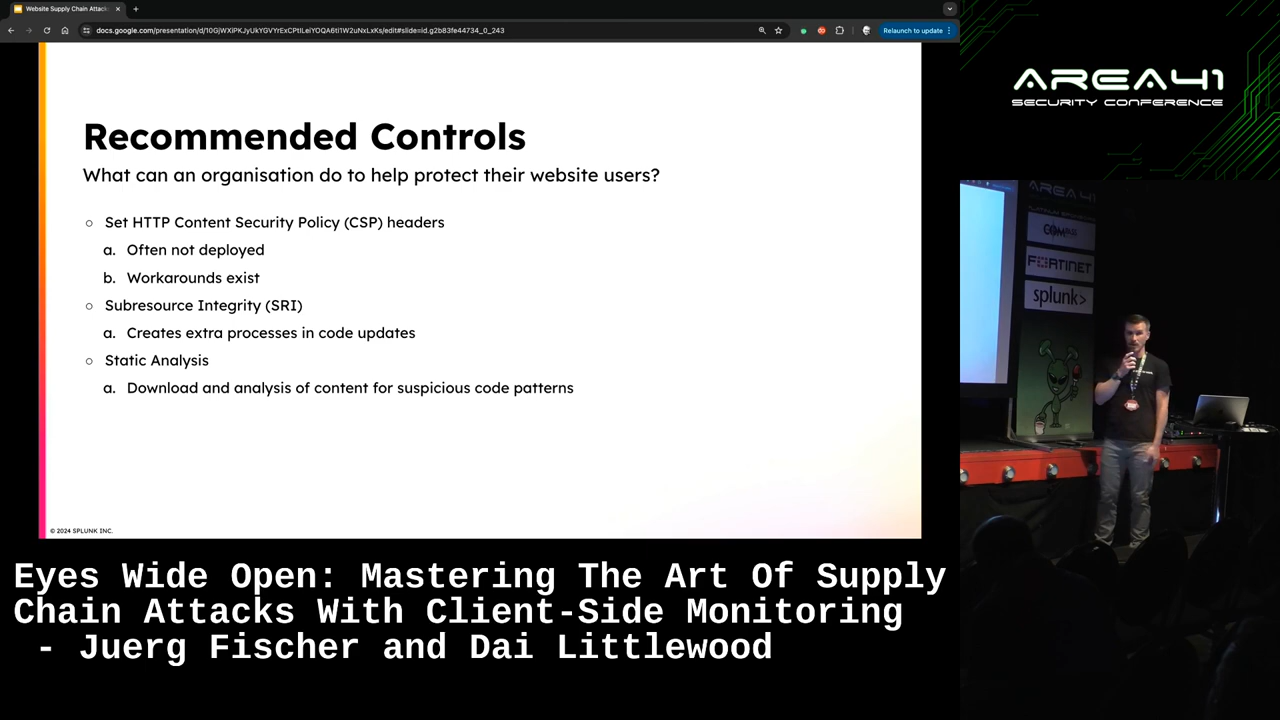 Website Supply Chain Attack
docs.google.com/presentation/d/10GjWXiPKJyUkYGVYrExCPtILeiYOQA6ti1W2uNxLxKs/edit#slide=id.g2b83fe44734_0_243
Relaunch to update
Recommended Controls
What can an organisation do to help protect their website users?
○ Set HTTP Content Security Policy (CSP) headers
a. Often not deployed
b. Workarounds exist
○ Subresource Integrity (SRI)
a. Creates extra processes in code updates
○ Static Analysis
a. Download and analysis of content for suspicious code patterns
© 2024 SPLUNK INC.
AREA41
SECURITY CONFERENCE
AREA41
FORTINET
splunk>
Eyes Wide Open: Mastering The Art Of Supply
Chain Attacks With Client-Side Monitoring
- Juerg Fischer and Dai Littlewood